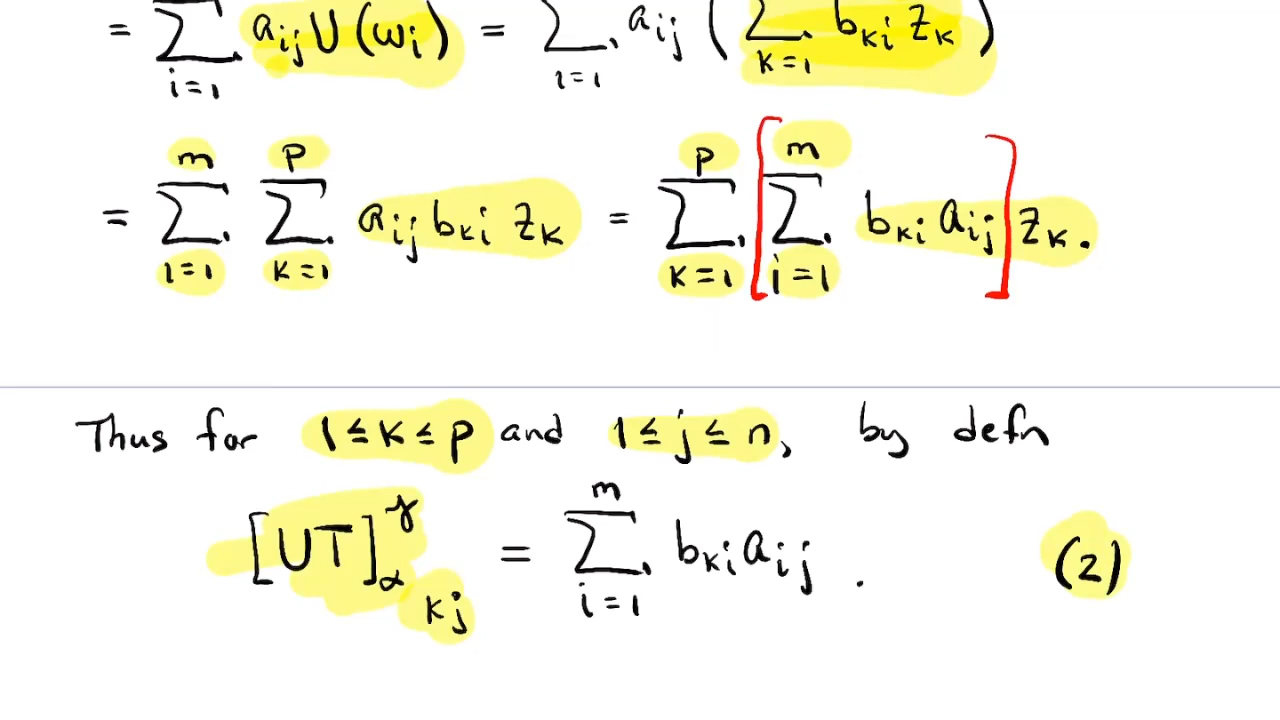 = Σ_{i=1} a_{ij} U(w_i) = Σ_{i=1} a_{ij} ( Σ_{k=1} b_{ki} z_k )
= Σ_{i=1}^{m} Σ_{k=1}^{p} a_{ij} b_{ki} z_k = Σ_{k=1}^{p} [ Σ_{i=1}^{m} b_{ki} a_{ij} ] z_k .
Thus for 1 ≤ k ≤ p and 1 ≤ j ≤ n, by defn
[UT]_α^γ _{kj} = Σ_{i=1}^{m} b_{ki} a_{ij} . (2)